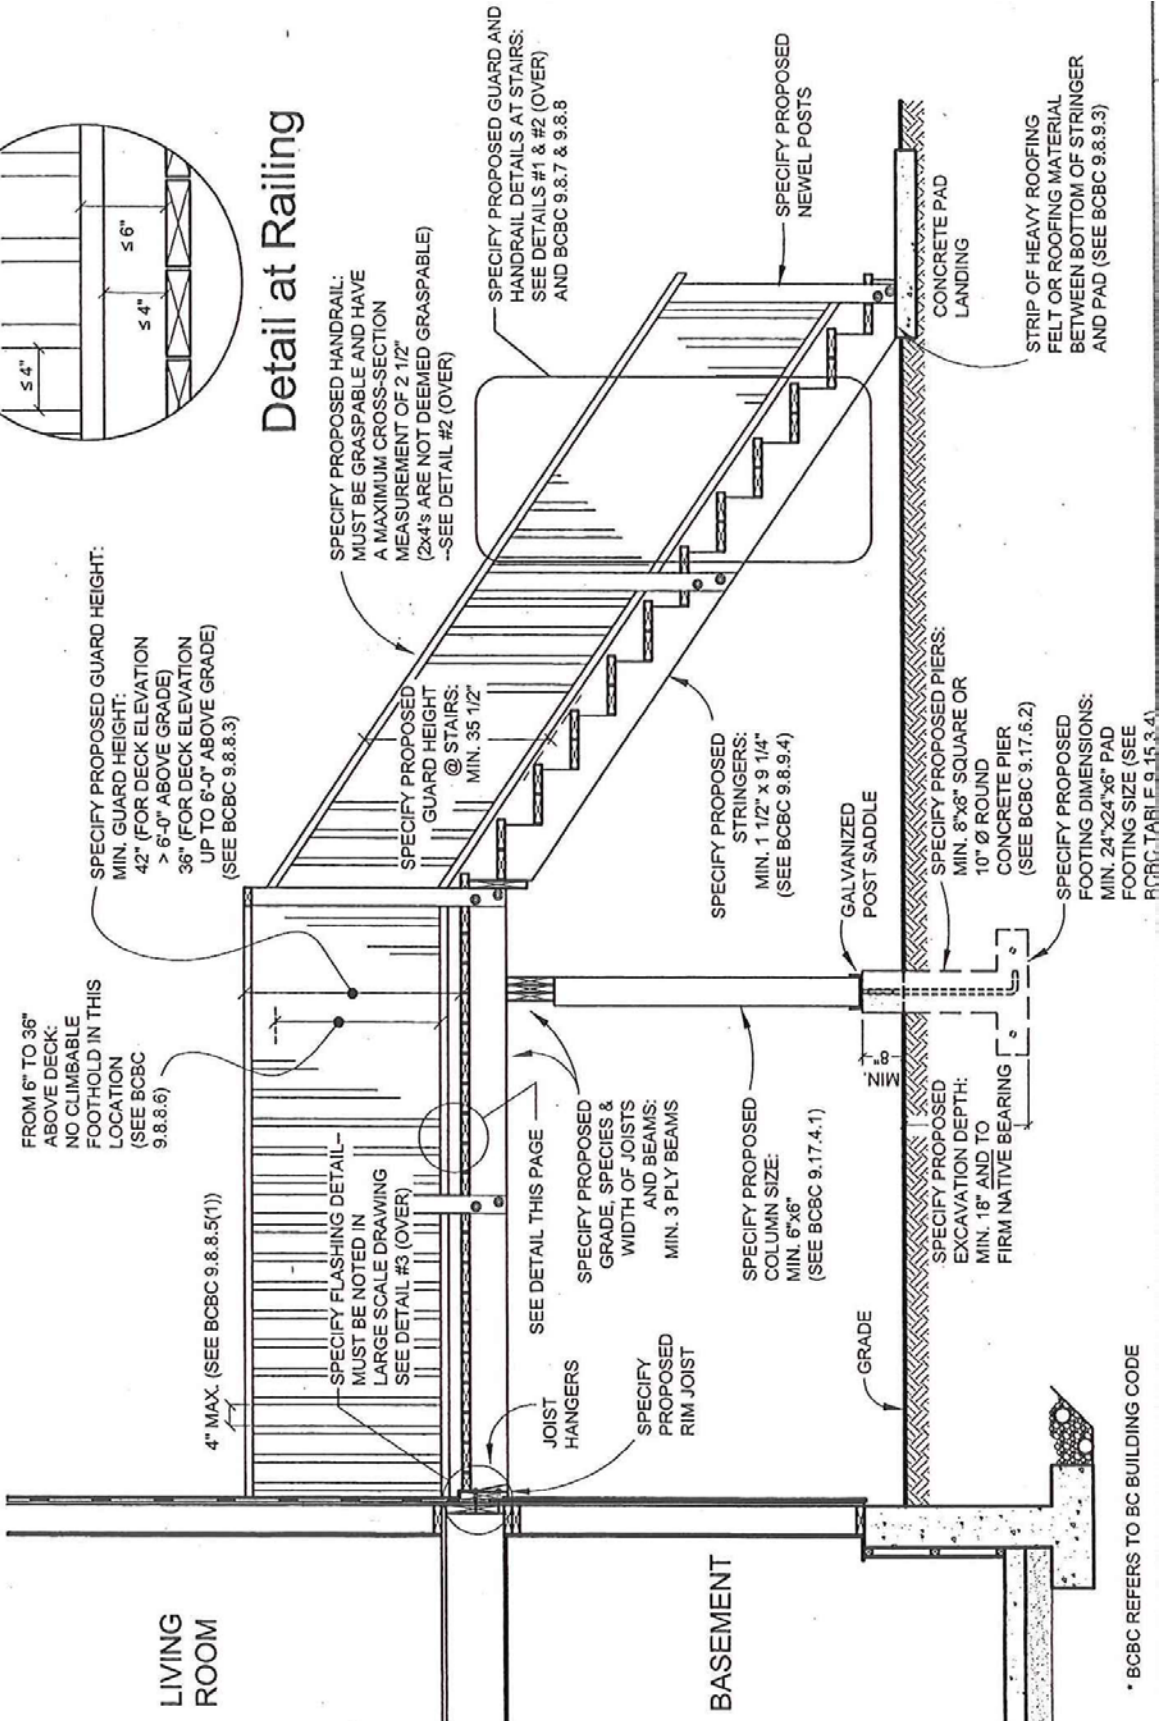 LIVING
ROOM
BASEMENT
* BCBC REFERS TO BC BUILDING CODE
4" MAX. (SEE BCBC 9.8.8.5(1))
FROM 6" TO 36"
ABOVE DECK:
NO CLIMBABLE
FOOTHOLD IN THIS
LOCATION
(SEE BCBC
9.8.8.6)
SPECIFY PROPOSED GUARD HEIGHT:
MIN. GUARD HEIGHT:
42" (FOR DECK ELEVATION
> 6'-0" ABOVE GRADE)
36" (FOR DECK ELEVATION
UP TO 6'-0" ABOVE GRADE)
(SEE BCBC 9.8.8.3)
≤ 4"
≤ 4"
≤ 6"
Detail at Railing
SPECIFY PROPOSED HANDRAIL:
MUST BE GRASPABLE AND HAVE
A MAXIMUM CROSS-SECTION
MEASUREMENT OF 2 1/2"
(2x4's ARE NOT DEEMED GRASPABLE)
--SEE DETAIL #2 (OVER)
SPECIFY PROPOSED GUARD AND
HANDRAIL DETAILS AT STAIRS:
SEE DETAILS #1 & #2 (OVER)
AND BCBC 9.8.7 & 9.8.8
SPECIFY FLASHING DETAIL--
MUST BE NOTED IN
LARGE SCALE DRAWING
SEE DETAIL #3 (OVER)
SPECIFY PROPOSED
GUARD HEIGHT
@ STAIRS:
MIN. 35 1/2"
SPECIFY PROPOSED
NEWEL POSTS
JOIST
HANGERS
SEE DETAIL THIS PAGE
SPECIFY PROPOSED
GRADE, SPECIES &
WIDTH OF JOISTS
AND BEAMS:
MIN. 3 PLY BEAMS
SPECIFY
PROPOSED
RIM JOIST
SPECIFY PROPOSED
STRINGERS:
MIN. 1 1/2" x 9 1/4"
(SEE BCBC 9.8.9.4)
SPECIFY PROPOSED
COLUMN SIZE:
MIN. 6"x6"
(SEE BCBC 9.17.4.1)
GALVANIZED
POST SADDLE
MIN. 8"
GRADE
CONCRETE PAD
LANDING
SPECIFY PROPOSED
EXCAVATION DEPTH:
MIN. 18" AND TO
FIRM NATIVE BEARING
SPECIFY PROPOSED PIERS:
MIN. 8"x8" SQUARE OR
10" Ø ROUND
CONCRETE PIER
(SEE BCBC 9.17.6.2)
STRIP OF HEAVY ROOFING
FELT OR ROOFING MATERIAL
BETWEEN BOTTOM OF STRINGER
AND PAD (SEE BCBC 9.8.9.3)
SPECIFY PROPOSED
FOOTING DIMENSIONS:
MIN. 24"x24"x6" PAD
FOOTING SIZE (SEE
BCBC TABLE 9.15.3.4)